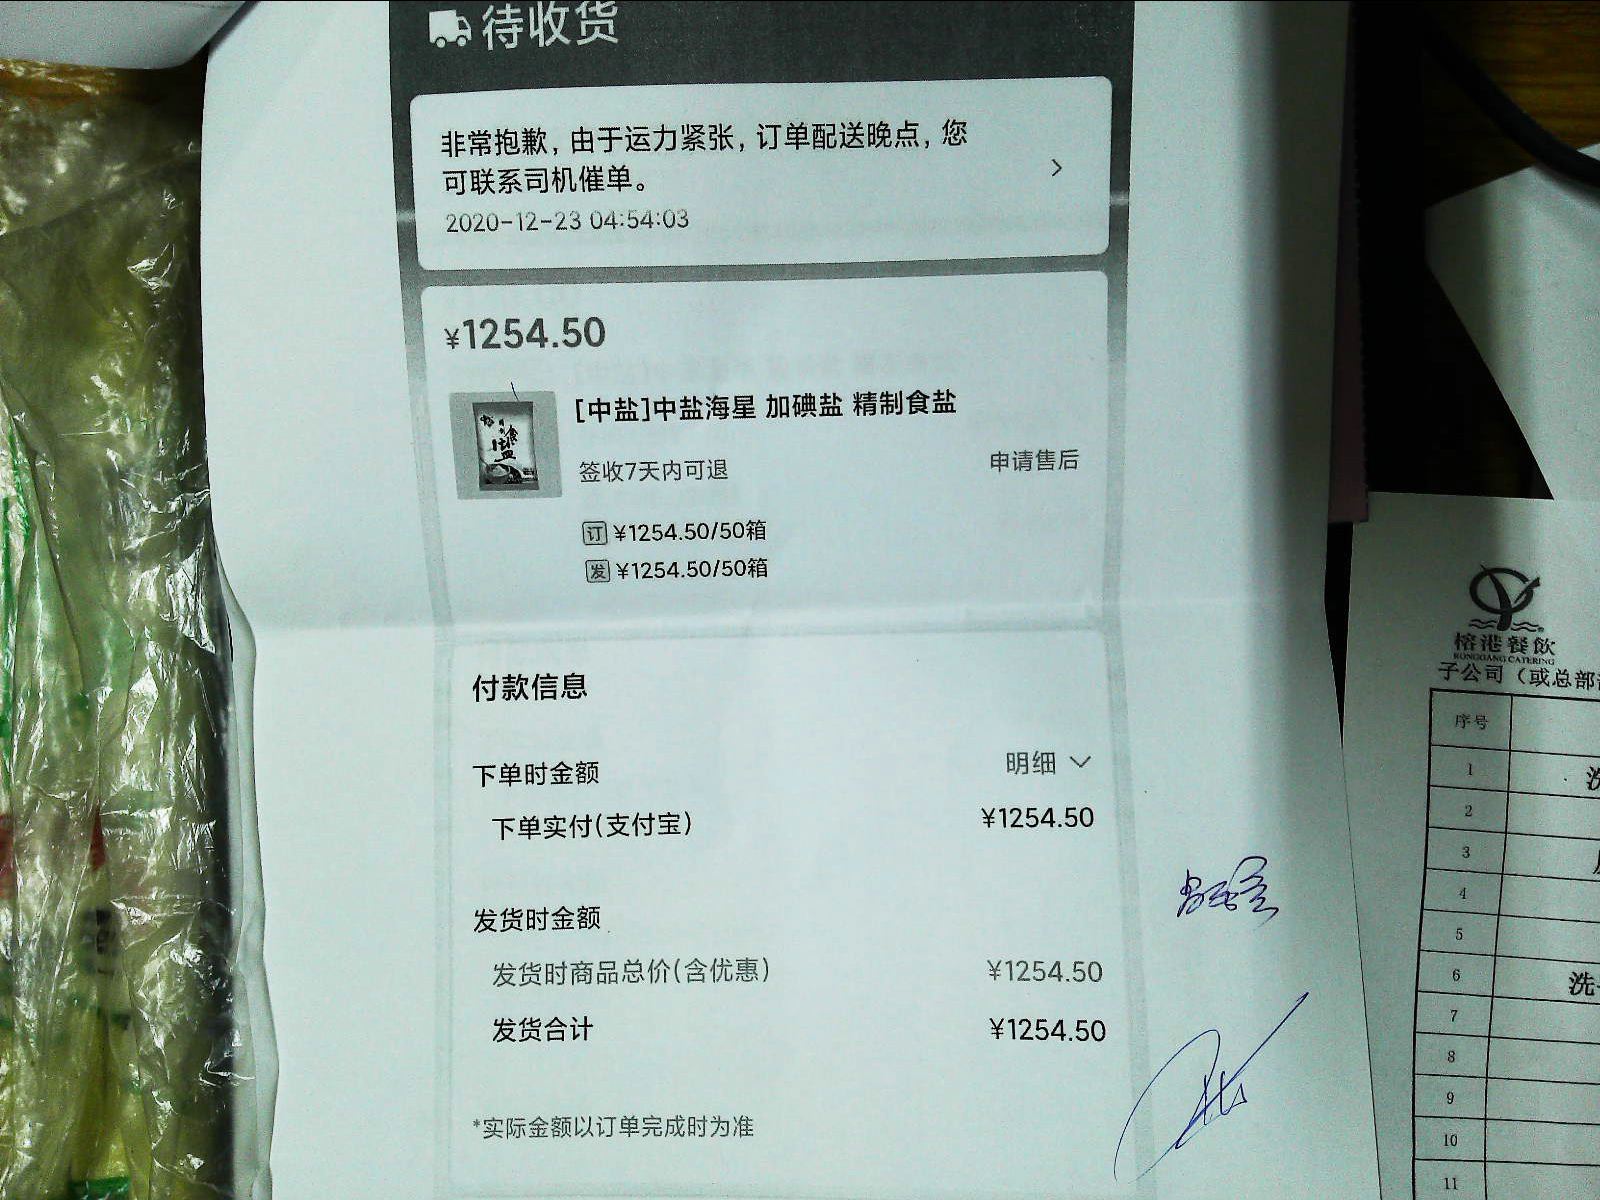 待收货
非常抱歉，由于运力紧张，订单配送晚点，您
可联系司机催单。
2020-12-23 04:54:03
¥1254.50
[中盐]中盐海星 加碘盐 精制食盐
签收7天内可退
申请售后
订 ¥1254.50/50箱
发 ¥1254.50/50箱
付款信息
下单时金额
明细
下单实付(支付宝)
¥1254.50
发货时金额
发货时商品总价(含优惠)
¥1254.50
发货合计
¥1254.50
*实际金额以订单完成时为准
榕港餐飲
RONGGANG CATERING
子公司（或总部
序号
1
2
3
4
5
6
洗
7
8
9
10
11